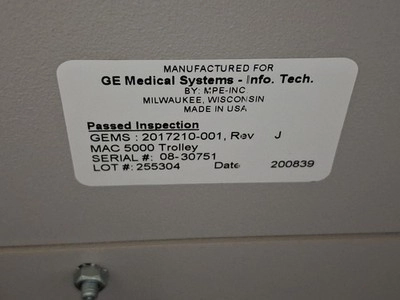 MANUFACTURED FOR
GE Medical Systems - Info. Tech.
BY: MPE-INC
MILWAUKEE, WISCONSIN
MADE IN USA
Passed Inspection
GEMS : 2017210-001, Rev J
MAC 5000 Trolley
SERIAL #: 08-30751
LOT #: 255304 Date 200839